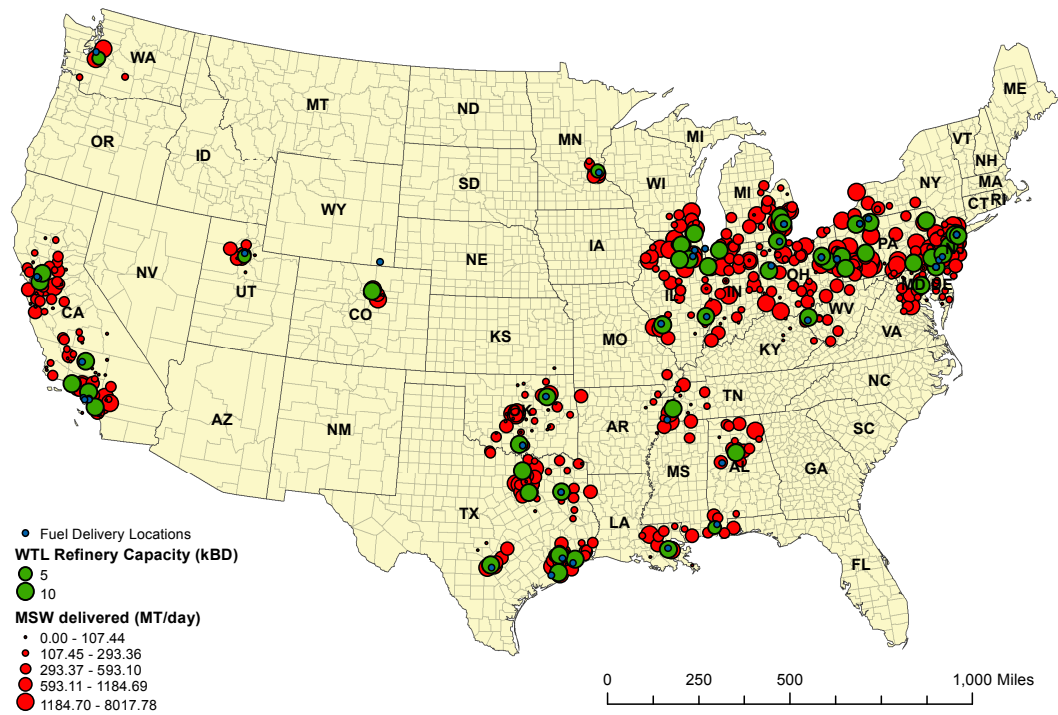 WA
MT
ND
MN
MI
ME
VT
NH
OR
ID
SD
WI
MI
NY
MA
CT
RI
WY
IA
PA
NE
NV
UT
CO
IL
IN
OH
MD
DE
WV
CA
KS
MO
KY
VA
AZ
NM
OK
AR
TN
NC
SC
MS
AL
GA
TX
LA
FL
Fuel Delivery Locations
WTL Refinery Capacity (kBD)
5
10
MSW delivered (MT/day)
0.00 - 107.44
107.45 - 293.36
293.37 - 593.10
593.11 - 1184.69
1184.70 - 8017.78
0 250 500 1,000 Miles